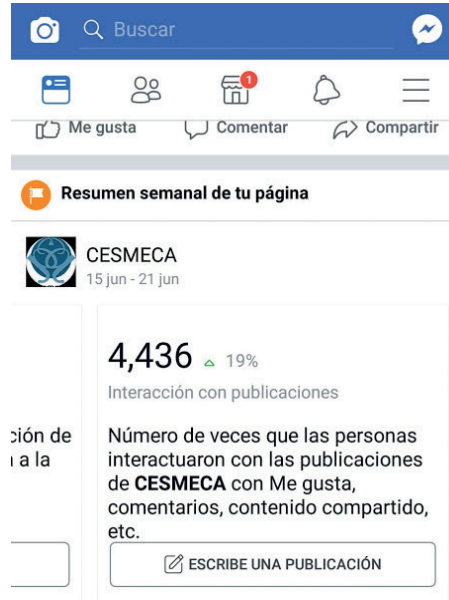 Buscar
1
Me gusta Comentar Compartir
Resumen semanal de tu página
CESMECA
15 jun - 21 jun
4,436 19%
Interacción con publicaciones
ción de
a la
Número de veces que las personas
interactuaron con las publicaciones
de CESMECA con Me gusta,
comentarios, contenido compartido,
etc.
ESCRIBE UNA PUBLICACIÓN